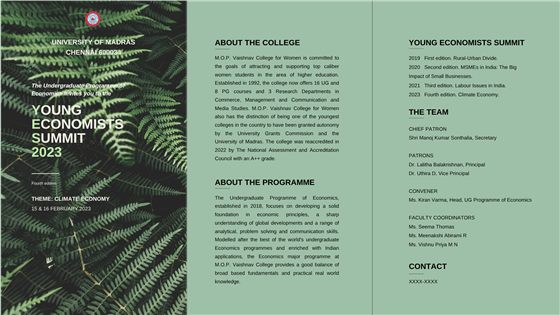 UNIVERSITY OF MADRAS
CHENNAI 600034
The Undergraduate Programme of
Economics invites you to the
YOUNG
ECONOMISTS
SUMMIT
2023
Fourth edition
THEME: CLIMATE ECONOMY
15 & 16 FEBRUARY 2023
ABOUT THE COLLEGE
M.O.P. Vaishnav College for Women is committed to
the goals of attracting and supporting top caliber
women students in the area of higher education.
Established in 1992, the college now offers 16 UG and
8 PG courses and 3 Research Departments in
Commerce, Management and Communication and
Media Studies. M.O.P. Vaishnav College for Women
also has the distinction of being one of the youngest
colleges in the country to have been granted autonomy
by the University Grants Commission and the
University of Madras. The college was reaccredited in
2022 by The National Assessment and Accreditation
Council with an A++ grade.
ABOUT THE PROGRAMME
The Undergraduate Programme of Economics,
established in 2018, focuses on developing a solid
foundation in economic principles, a sharp
understanding of global developments and a range of
analytical, problem solving and communication skills.
Modelled after the best of the world's undergraduate
Economics programmes and enriched with Indian
applications, the Economics major programme at
M.O.P. Vaishnav College provides a good balance of
broad based fundamentals and practical real world
knowledge.
YOUNG ECONOMISTS SUMMIT
2019 First edition. Rural-Urban Divide.
2020 Second edition. MSMEs in India: The Big
Impact of Small Businesses.
2021 Third edition. Labour Issues in India.
2023 Fourth edition. Climate Economy.
THE TEAM
CHIEF PATRON
Shri Manoj Kumar Sonthalia, Secretary
PATRONS
Dr. Lalitha Balakrishnan, Principal
Dr. Uthira D. Vice Principal
CONVENER
Ms. Kiran Varma, Head, UG Programme of Economics
FACULTY COORDINATORS
Ms. Seema Thomas
Ms. Meenakshi Abirami R
Ms. Vishnu Priya M N
CONTACT
XXXX-XXXX